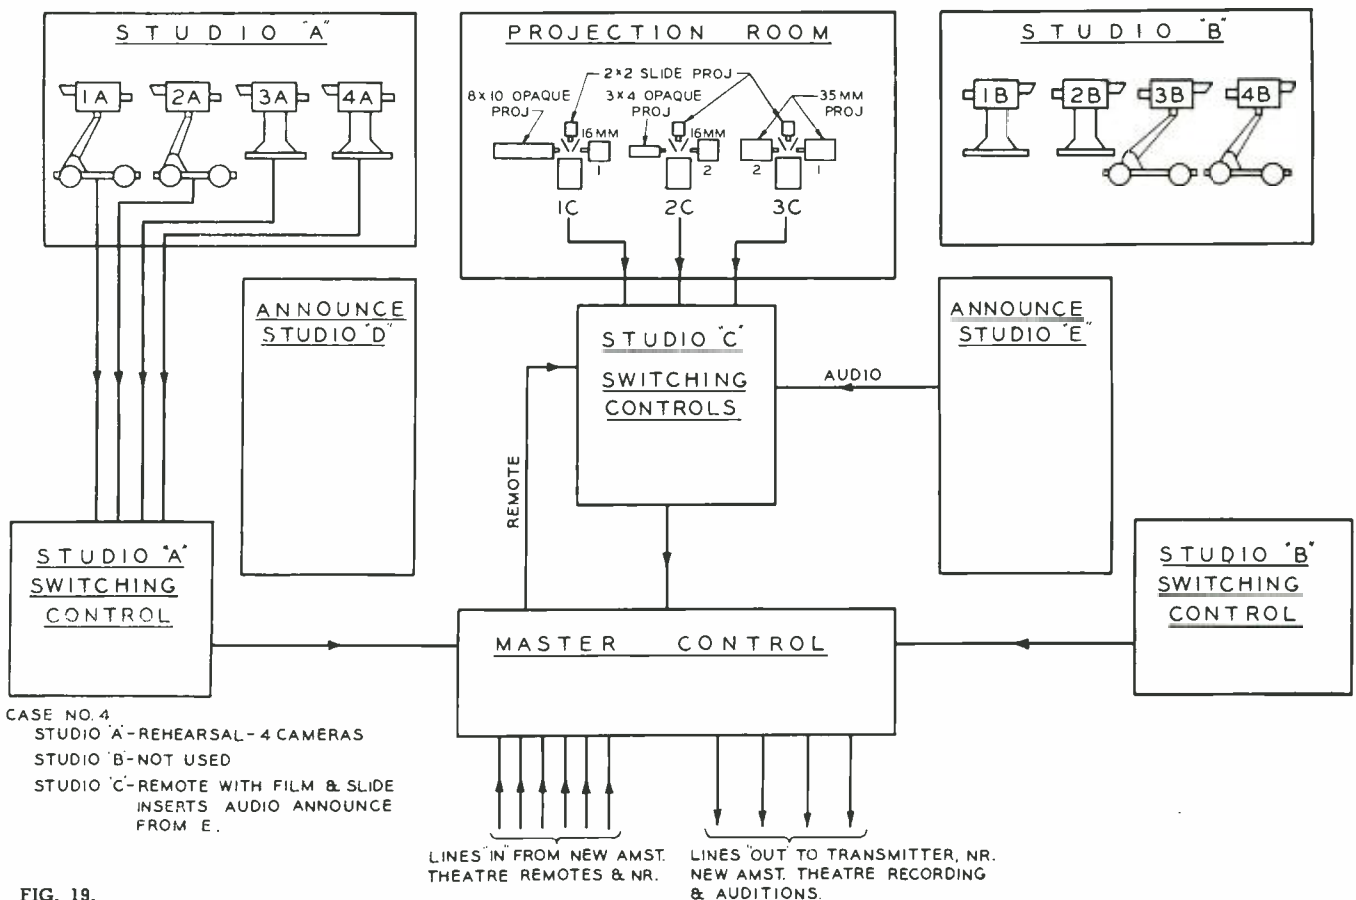 STUDIO "A"
1A
2A
3A
4A
PROJECTION ROOM
2×2 SLIDE PROJ
8×10 OPAQUE
PROJ
3×4 OPAQUE
PROJ
35MM
PROJ
16MM
16MM
1
2
2
1
1C
2C
3C
STUDIO "B"
1B
2B
3B
4B
ANNOUNCE
STUDIO "D"
STUDIO "C"
SWITCHING
CONTROLS
AUDIO
ANNOUNCE
STUDIO "E"
REMOTE
STUDIO "A"
SWITCHING
CONTROL
MASTER CONTROL
STUDIO "B"
SWITCHING
CONTROL
CASE NO. 4
STUDIO "A"-REHEARSAL-4 CAMERAS
STUDIO "B"-NOT USED
STUDIO "C"-REMOTE WITH FILM & SLIDE
INSERTS AUDIO ANNOUNCE
FROM E.
LINES "IN" FROM NEW AMST.
THEATRE REMOTES & NR.
LINES "OUT" TO TRANSMITTER, NR.
NEW AMST. THEATRE RECORDING
& AUDITIONS.
FIG. 19.